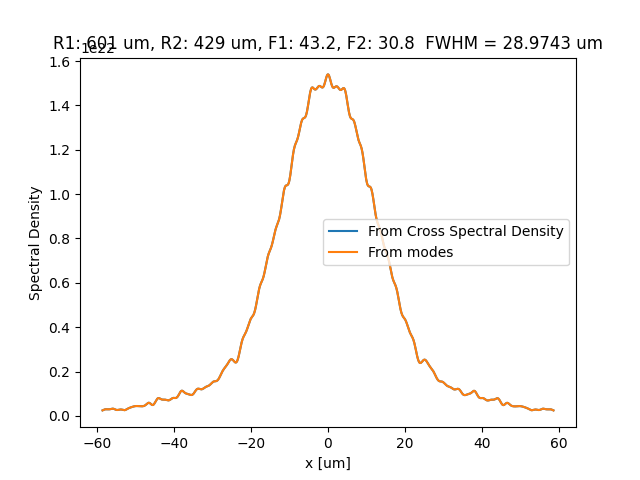 R1: 601 um, R2: 429 um, F1: 43.2, F2: 30.8  FWHM = 28.9743 um
1e22
1.6
1.4
1.2
1.0
0.8
0.6
0.4
0.2
0.0
Spectral Density
From Cross Spectral Density
From modes
−60
−40
−20
0
20
40
60
x [um]